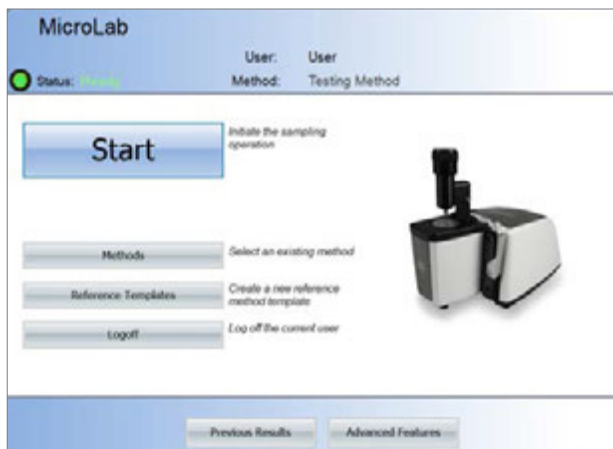 MicroLab
User: User
Status: Ready
Method: Testing Method
Start
Initiate the sampling
operation
Methods
Select an existing method
Reference Templates
Create a new reference
method template
Logoff
Log off the current user
Previous Results
Advanced Features